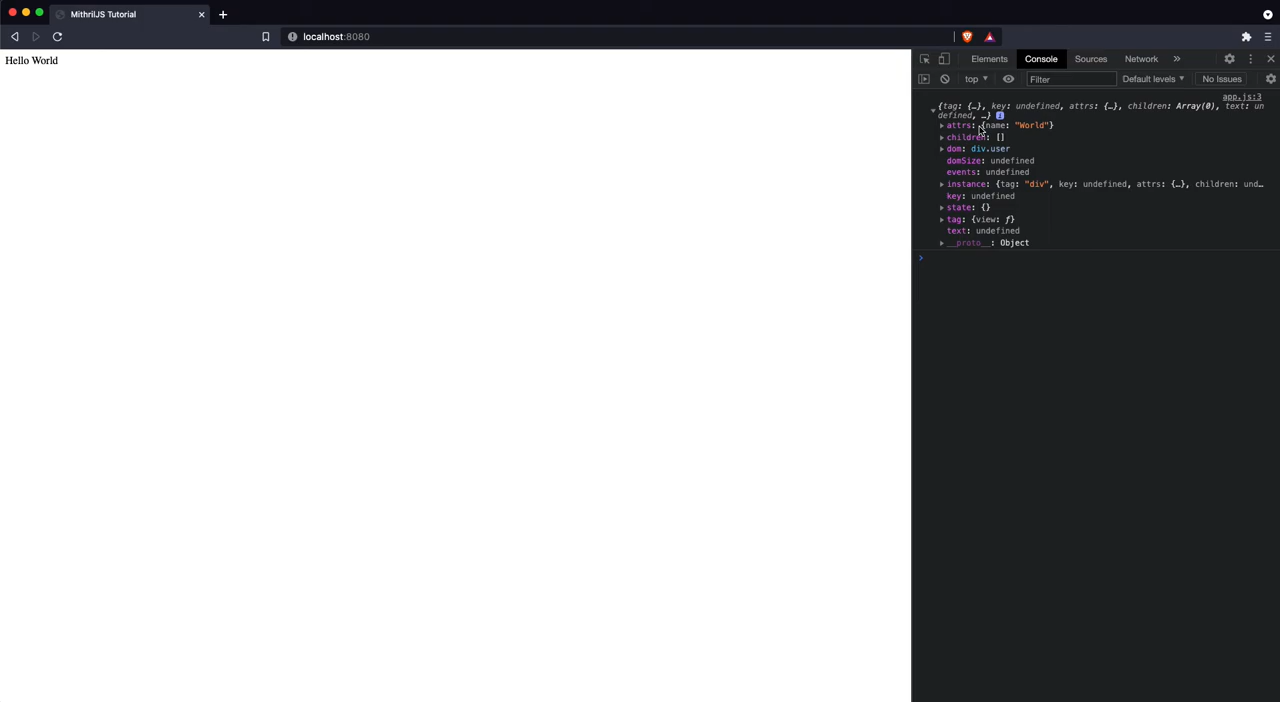 MithrilJS Tutorial
localhost:8080
Hello World
Elements Console Sources Network »
top Filter Default levels No Issues
app.js:3
{tag: {…}, key: undefined, attrs: {…}, children: Array(0), text: un
defined, …} i
attrs: {name: "World"}
children: []
dom: div.user
domSize: undefined
events: undefined
instance: {tag: "div", key: undefined, attrs: {…}, children: und…
key: undefined
state: {}
tag: {view: ƒ}
text: undefined
__proto__: Object